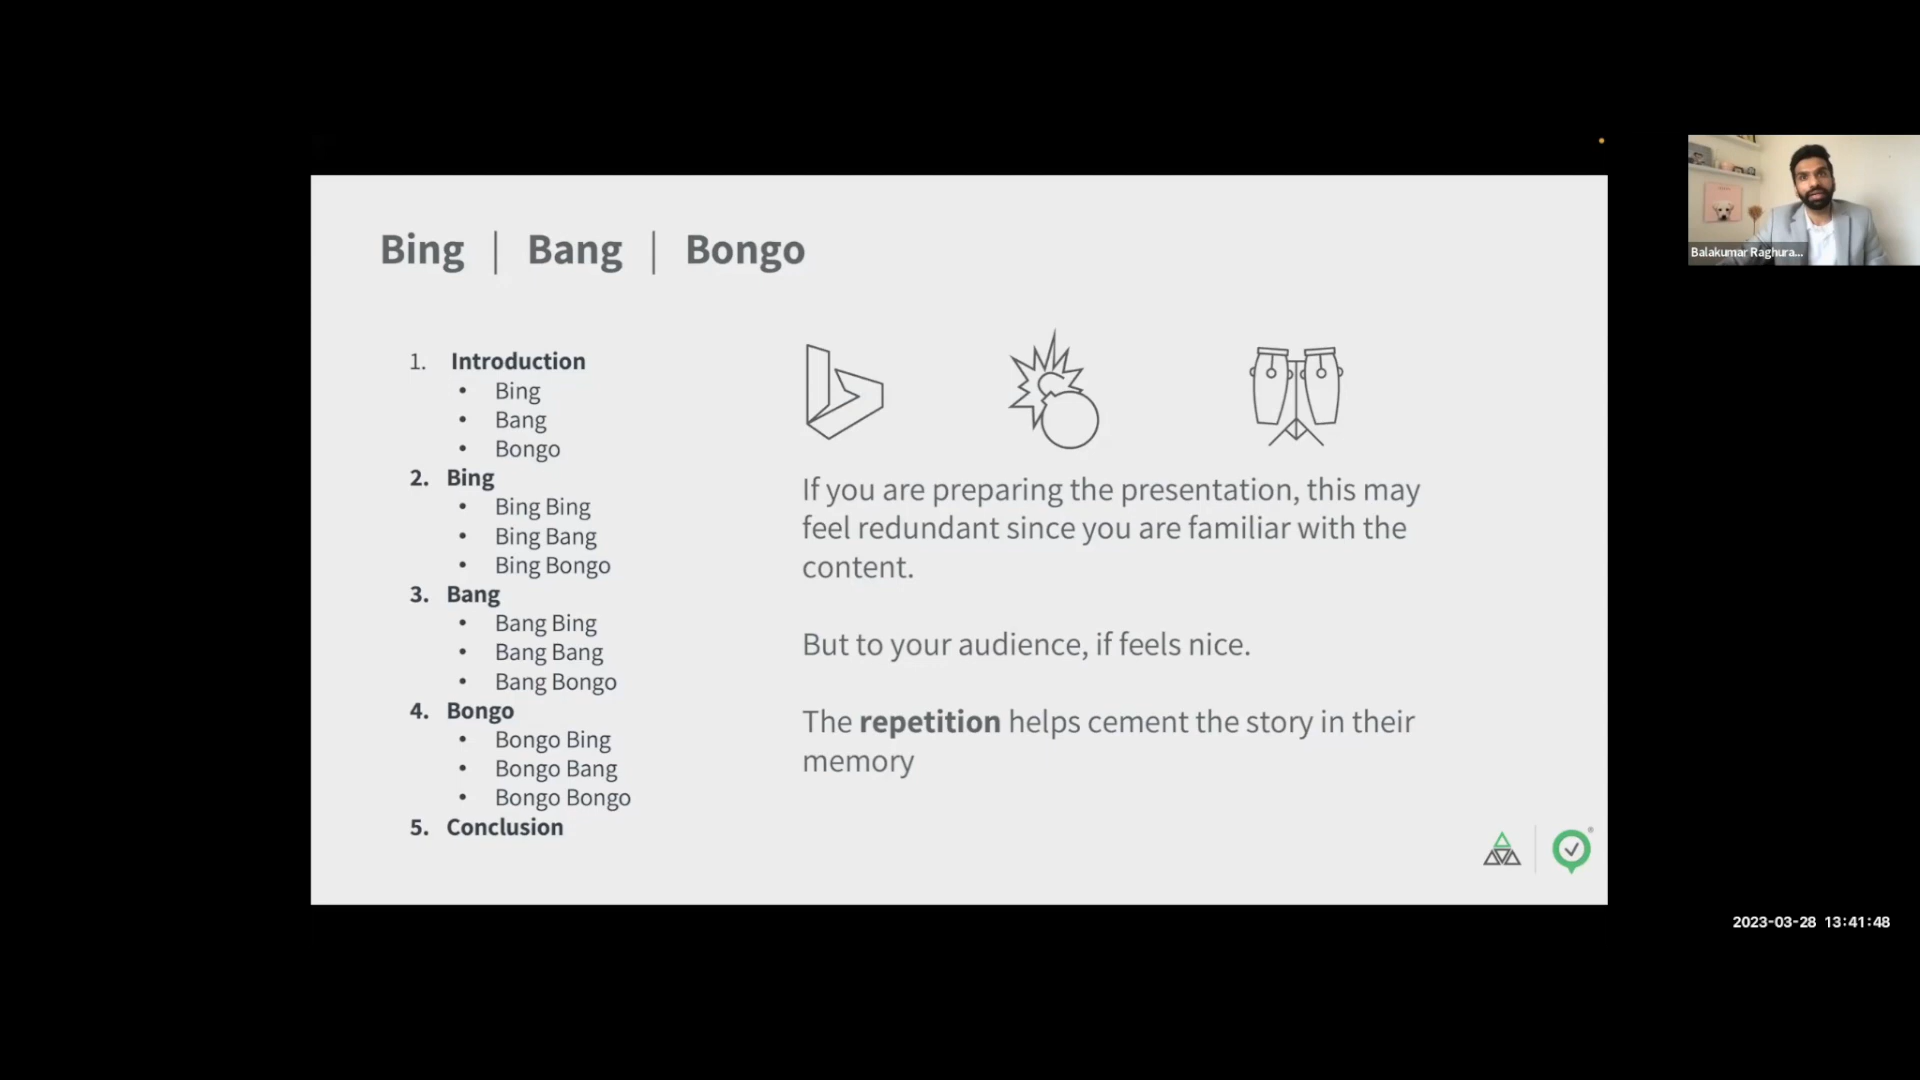 Bing | Bang | Bongo
1. Introduction
• Bing
• Bang
• Bongo
2. Bing
• Bing Bing
• Bing Bang
• Bing Bongo
3. Bang
• Bang Bing
• Bang Bang
• Bang Bongo
4. Bongo
• Bongo Bing
• Bongo Bang
• Bongo Bongo
5. Conclusion
If you are preparing the presentation, this may
feel redundant since you are familiar with the
content.
But to your audience, if feels nice.
The repetition helps cement the story in their
memory
®
Balakumar Raghura...
2023-03-28 13:41:48